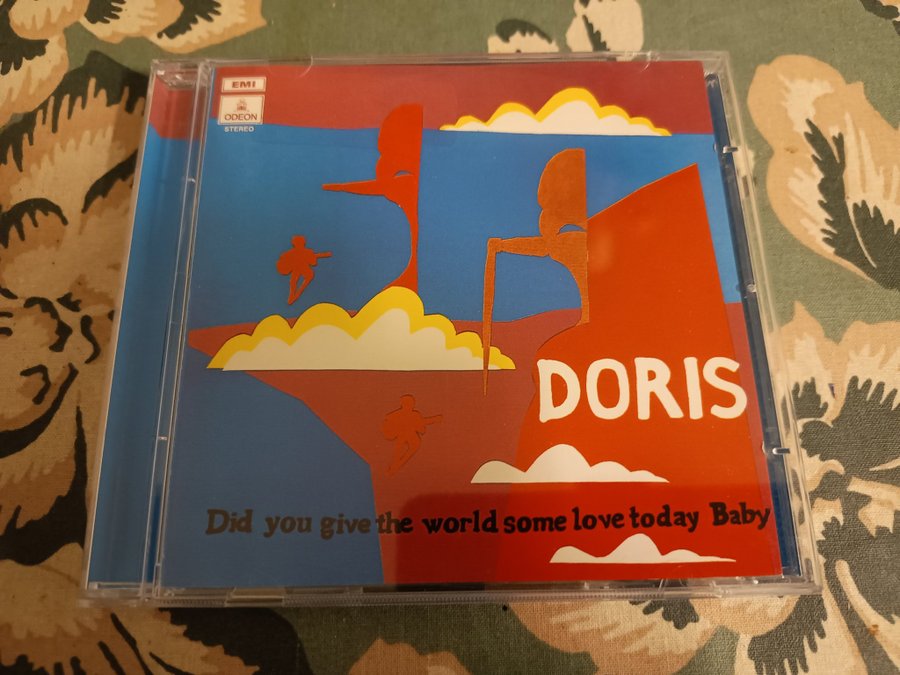 EMI
ODEON
STEREO
DORIS
Did you give the world some love today Baby